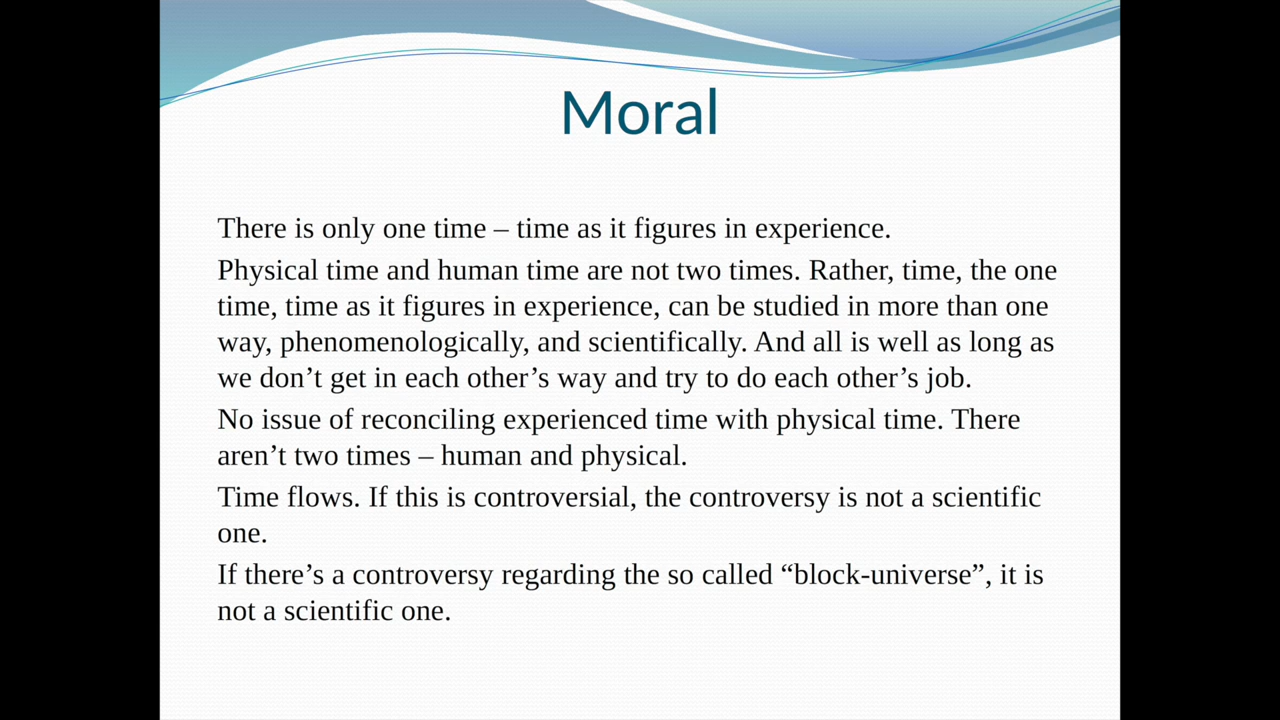 Moral
There is only one time – time as it figures in experience.
Physical time and human time are not two times. Rather, time, the one
time, time as it figures in experience, can be studied in more than one
way, phenomenologically, and scientifically. And all is well as long as
we don’t get in each other’s way and try to do each other’s job.
No issue of reconciling experienced time with physical time. There
aren’t two times – human and physical.
Time flows. If this is controversial, the controversy is not a scientific
one.
If there’s a controversy regarding the so called “block-universe”, it is
not a scientific one.